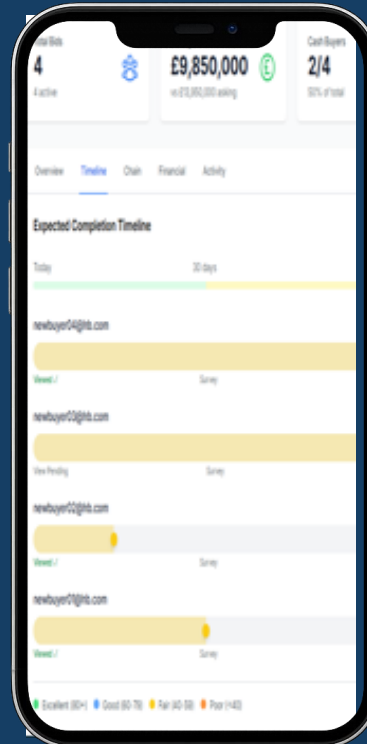 Total Bids
4
4 active
£9,850,000
vs £13,950,000 asking
Cash Buyers
2/4
50% of total
Overview Timeline Chain Financial Activity
Expected Completion Timeline
Today 30 days
newbuyer04@hb.com
Viewed ✓ Survey
newbuyer03@hb.com
View Pending Survey
newbuyer02@hb.com
Viewed ✓ Survey
newbuyer01@hb.com
Viewed ✓ Survey
Excellent (80+) Good (60-79) Fair (40-59) Poor (<40)